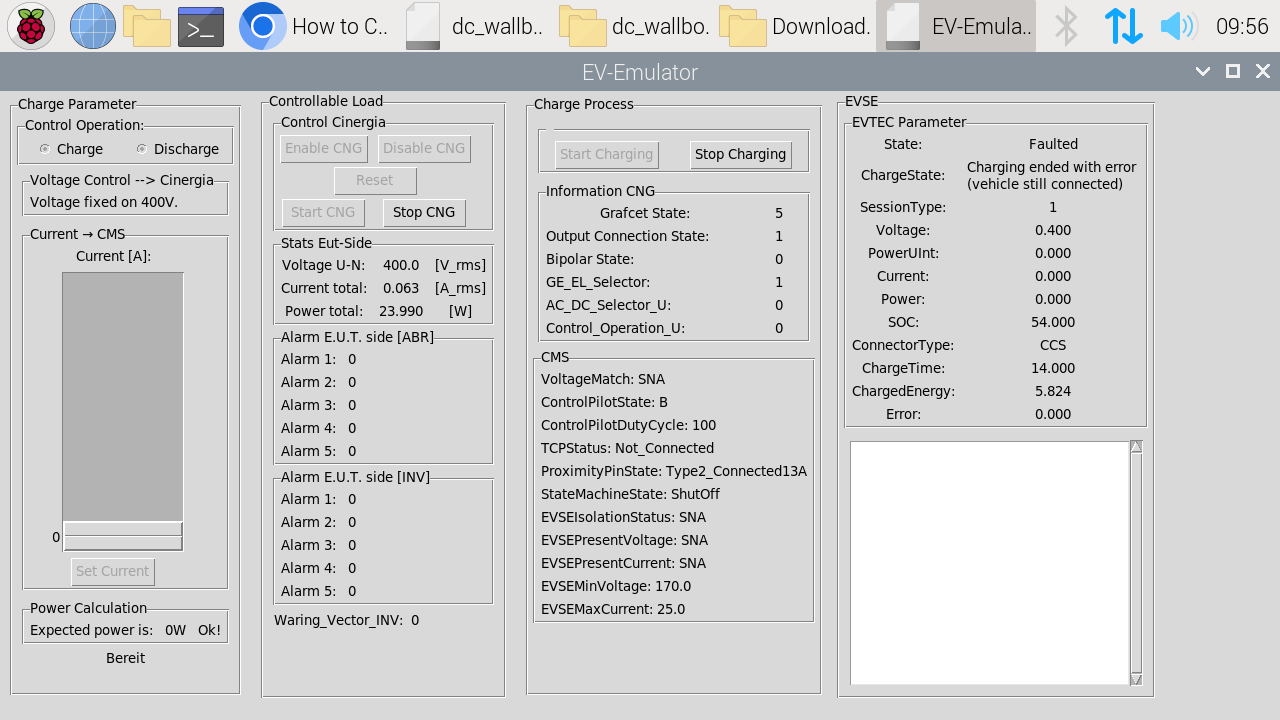 How to C..
dc_wallb..
dc_wallbo.
Download.
EV-Emula..
09:56
EV-Emulator
Charge Parameter
Control Operation:
Charge
Discharge
Voltage Control --> Cinergia
Voltage fixed on 400V.
Current → CMS
Current [A]:
0
Set Current
Power Calculation
Expected power is: 0W Ok!
Bereit
Controllable Load
Control Cinergia
Enable CNG
Disable CNG
Reset
Start CNG
Stop CNG
Stats Eut-Side
Voltage U-N: 400.0 [V_rms]
Current total: 0.063 [A_rms]
Power total: 23.990 [W]
Alarm E.U.T. side [ABR]
Alarm 1: 0
Alarm 2: 0
Alarm 3: 0
Alarm 4: 0
Alarm 5: 0
Alarm E.U.T. side [INV]
Alarm 1: 0
Alarm 2: 0
Alarm 3: 0
Alarm 4: 0
Alarm 5: 0
Waring_Vector_INV: 0
Charge Process
Start Charging
Stop Charging
Information CNG
Grafcet State: 5
Output Connection State: 1
Bipolar State: 0
GE_EL_Selector: 1
AC_DC_Selector_U: 0
Control_Operation_U: 0
CMS
VoltageMatch: SNA
ControlPilotState: B
ControlPilotDutyCycle: 100
TCPStatus: Not_Connected
ProximityPinState: Type2_Connected13A
StateMachineState: ShutOff
EVSEIsolationStatus: SNA
EVSEPresentVoltage: SNA
EVSEPresentCurrent: SNA
EVSEMinVoltage: 170.0
EVSEMaxCurrent: 25.0
EVSE
EVTEC Parameter
State: Faulted
ChargeState: Charging ended with error
(vehicle still connected)
SessionType: 1
Voltage: 0.400
PowerUInt: 0.000
Current: 0.000
Power: 0.000
SOC: 54.000
ConnectorType: CCS
ChargeTime: 14.000
ChargedEnergy: 5.824
Error: 0.000